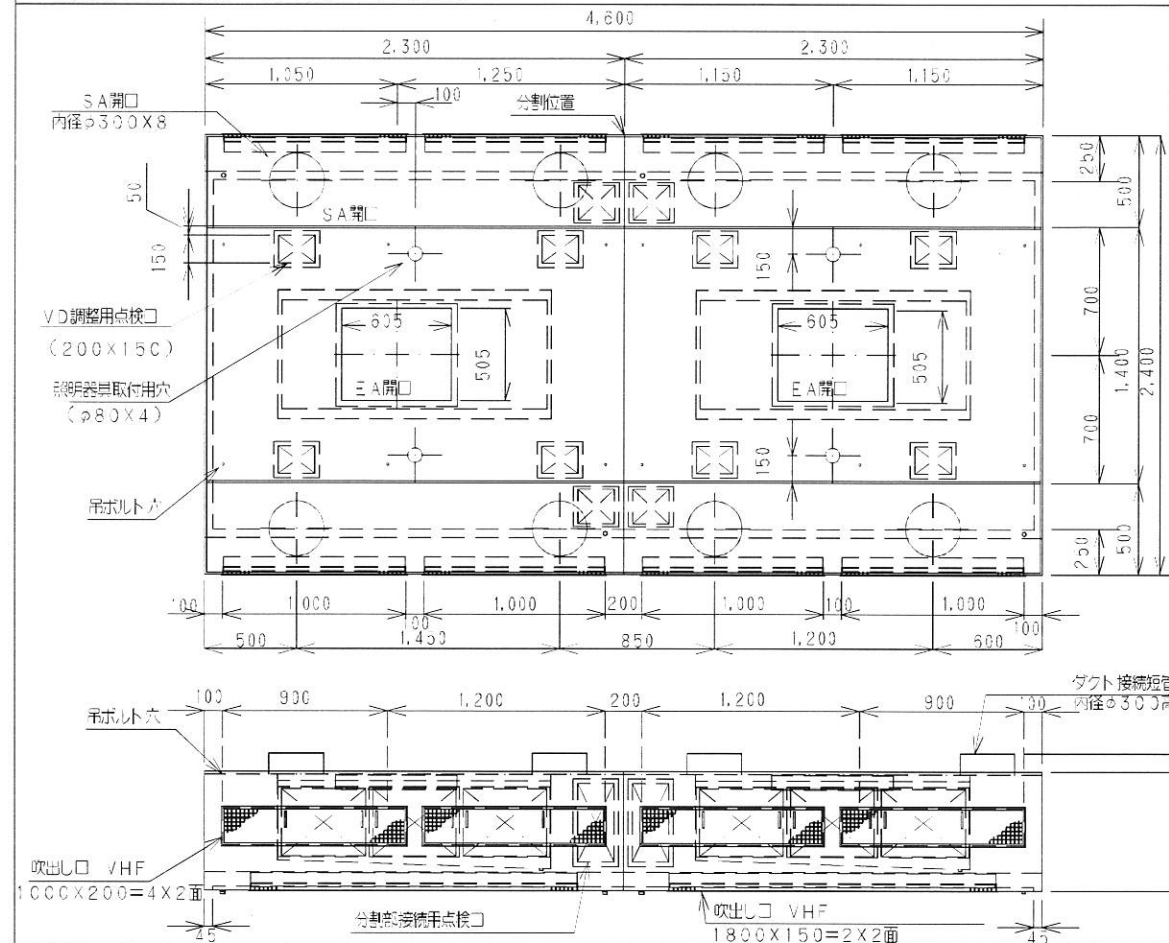 4,600
2,300 2,300
1,050 1,250 1,150 1,150
100
SA開口
内径φ300X8
分割位置
250
500
50
SA開口
150
150
700
VD調整用点検口
(200X150)
605
505
EA開口
605
505
EA開口
1,400
2,400
照明器具取付用穴
(φ80X4)
700
150
吊ボルト穴
250
500
100 1,000 100 1,000 200 1,000 100 1,000 100
500 1,450 850 1,200 600
100 900 1,200 200 1,200 900 100
吊ボルト穴
ダクト接続短管
内径φ300高
吹出し口 VHF
1000X200=4X2面
分割部接続用点検口
吹出し口 VHF
1800X150=2X2面
45
45